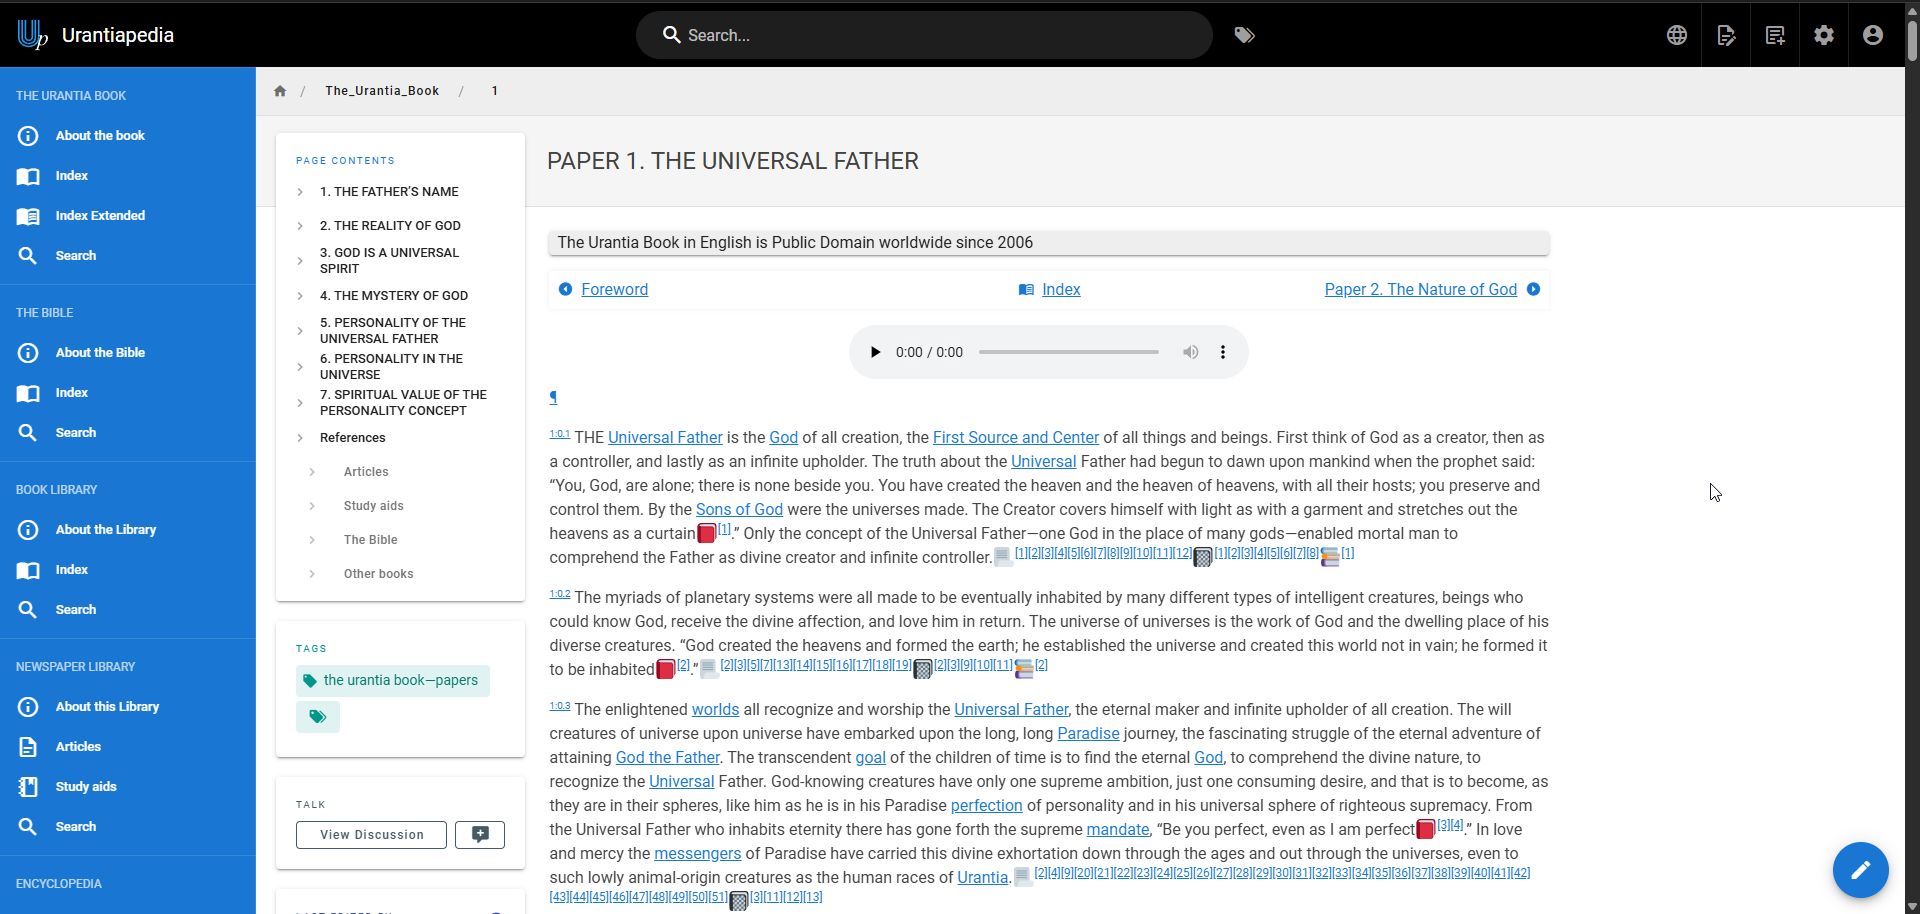 Urantiapedia
Search...
THE URANTIA BOOK
About the book
Index
Index Extended
Search
THE BIBLE
About the Bible
Index
Search
BOOK LIBRARY
About the Library
Index
Search
NEWSPAPER LIBRARY
About this Library
Articles
Study aids
Search
ENCYCLOPEDIA
/ The_Urantia_Book / 1
PAGE CONTENTS
1. THE FATHER'S NAME
2. THE REALITY OF GOD
3. GOD IS A UNIVERSAL
SPIRIT
4. THE MYSTERY OF GOD
5. PERSONALITY OF THE
UNIVERSAL FATHER
6. PERSONALITY IN THE
UNIVERSE
7. SPIRITUAL VALUE OF THE
PERSONALITY CONCEPT
References
Articles
Study aids
The Bible
Other books
TAGS
the urantia book—papers
TALK
View Discussion
PAPER 1. THE UNIVERSAL FATHER
The Urantia Book in English is Public Domain worldwide since 2006
Foreword Index Paper 2. The Nature of God
0:00 / 0:00
¶
1:0.1 THE Universal Father is the God of all creation, the First Source and Center of all things and beings. First think of God as a creator, then as
a controller, and lastly as an infinite upholder. The truth about the Universal Father had begun to dawn upon mankind when the prophet said:
“You, God, are alone; there is none beside you. You have created the heaven and the heaven of heavens, with all their hosts; you preserve and
control them. By the Sons of God were the universes made. The Creator covers himself with light as with a garment and stretches out the
heavens as a curtain[1].” Only the concept of the Universal Father—one God in the place of many gods—enabled mortal man to
comprehend the Father as divine creator and infinite controller. [1][2][3][4][5][6][7][8][9][10][11][12] [1][2][3][4][5][6][7][8] [1]
1:0.2 The myriads of planetary systems were all made to be eventually inhabited by many different types of intelligent creatures, beings who
could know God, receive the divine affection, and love him in return. The universe of universes is the work of God and the dwelling place of his
diverse creatures. “God created the heavens and formed the earth; he established the universe and created this world not in vain; he formed it
to be inhabited[2].” [2][3][5][7][13][14][15][16][17][18][19] [2][3][9][10][11] [2]
1:0.3 The enlightened worlds all recognize and worship the Universal Father, the eternal maker and infinite upholder of all creation. The will
creatures of universe upon universe have embarked upon the long, long Paradise journey, the fascinating struggle of the eternal adventure of
attaining God the Father. The transcendent goal of the children of time is to find the eternal God, to comprehend the divine nature, to
recognize the Universal Father. God-knowing creatures have only one supreme ambition, just one consuming desire, and that is to become, as
they are in their spheres, like him as he is in his Paradise perfection of personality and in his universal sphere of righteous supremacy. From
the Universal Father who inhabits eternity there has gone forth the supreme mandate, “Be you perfect, even as I am perfect[3][4].” In love
and mercy the messengers of Paradise have carried this divine exhortation down through the ages and out through the universes, even to
such lowly animal-origin creatures as the human races of Urantia. [2][4][9][20][21][22][23][24][25][26][27][28][29][30][31][32][33][34][35][36][37][38][39][40][41][42]
[43][44][45][46][47][48][49][50][51] [3][11][12][13]